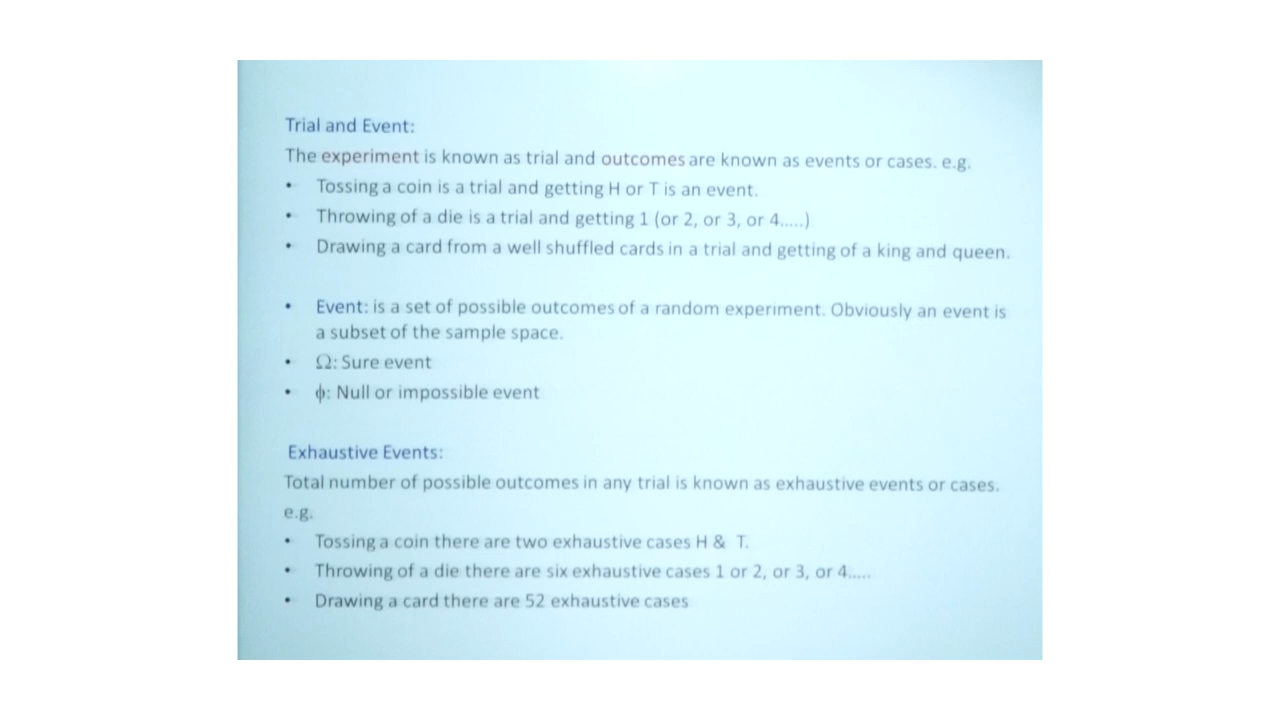 Trial and Event:
The experiment is known as trial and outcomes are known as events or cases. e.g.
• Tossing a coin is a trial and getting H or T is an event.
• Throwing of a die is a trial and getting 1 (or 2, or 3, or 4.....)
• Drawing a card from a well shuffled cards in a trial and getting of a king and queen.
• Event: is a set of possible outcomes of a random experiment. Obviously an event is
a subset of the sample space.
• Ω: Sure event
• ϕ: Null or impossible event
Exhaustive Events:
Total number of possible outcomes in any trial is known as exhaustive events or cases.
e.g.
• Tossing a coin there are two exhaustive cases H & T.
• Throwing of a die there are six exhaustive cases 1 or 2, or 3, or 4.....
• Drawing a card there are 52 exhaustive cases